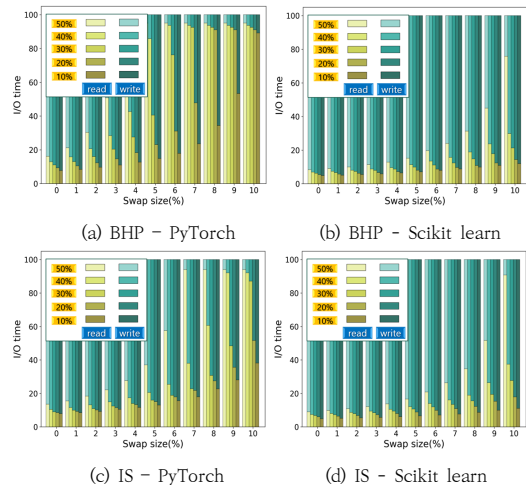 100
80
60
40
20
0
I/O time
50%
40%
30%
20%
10%
read write
0 1 2 3 4 5 6 7 8 9 10
Swap size(%)
(a) BHP - PyTorch
100
80
60
40
20
0
I/O time
50%
40%
30%
20%
10%
read write
0 1 2 3 4 5 6 7 8 9 10
Swap size(%)
(b) BHP - Scikit learn
100
80
60
40
20
0
I/O time
50%
40%
30%
20%
10%
read write
0 1 2 3 4 5 6 7 8 9 10
Swap size(%)
(c) IS - PyTorch
100
80
60
40
20
0
I/O time
50%
40%
30%
20%
10%
read write
0 1 2 3 4 5 6 7 8 9 10
Swap size(%)
(d) IS - Scikit learn